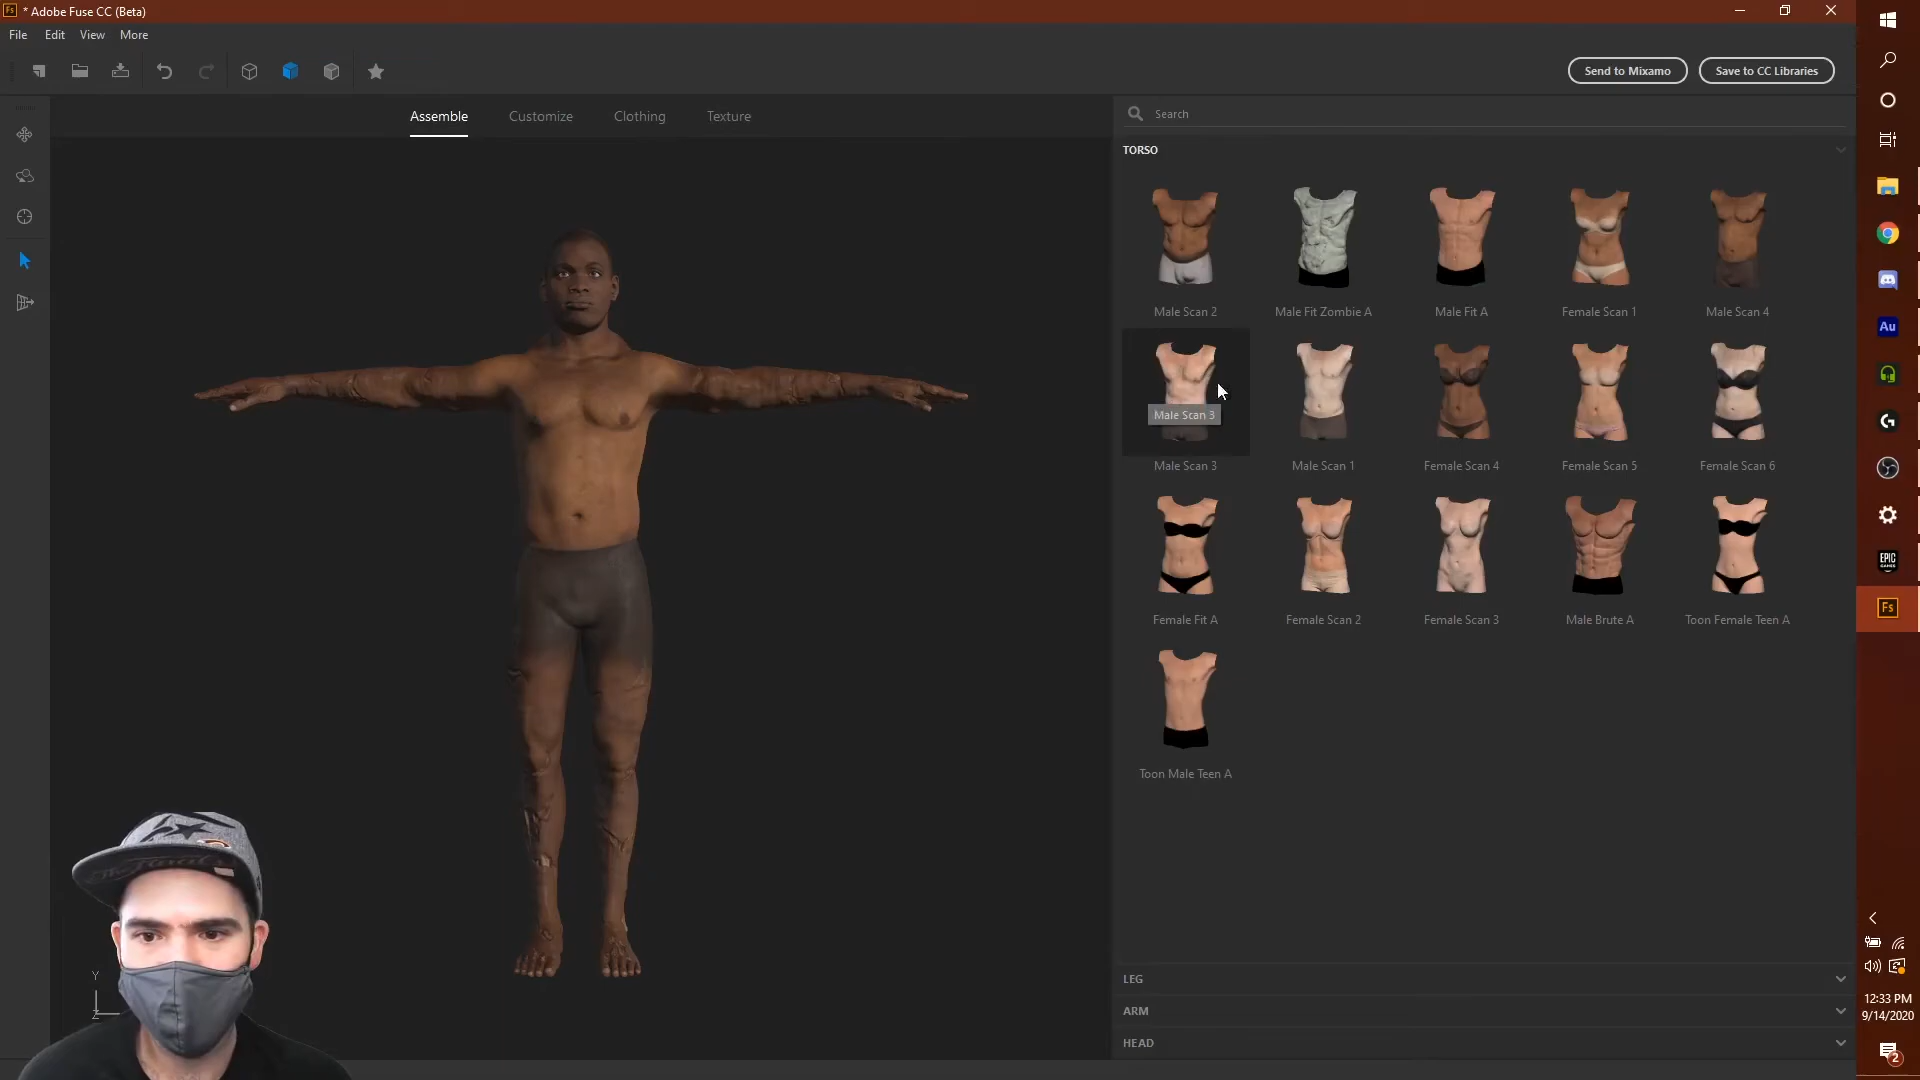 Fs * Adobe Fuse CC (Beta)
File Edit View More
Send to Mixamo Save to CC Libraries
Assemble Customize Clothing Texture
Search
TORSO
Male Scan 2 Male Fit Zombie A Male Fit A Female Scan 1 Male Scan 4
Male Scan 3
Male Scan 3 Male Scan 1 Female Scan 4 Female Scan 5 Female Scan 6
Female Fit A Female Scan 2 Female Scan 3 Male Brute A Toon Female Teen A
Toon Male Teen A
LEG
ARM
HEAD
Y
Z
Au
EPIC
GAMES
Fs
12:33 PM
9/14/2020
2